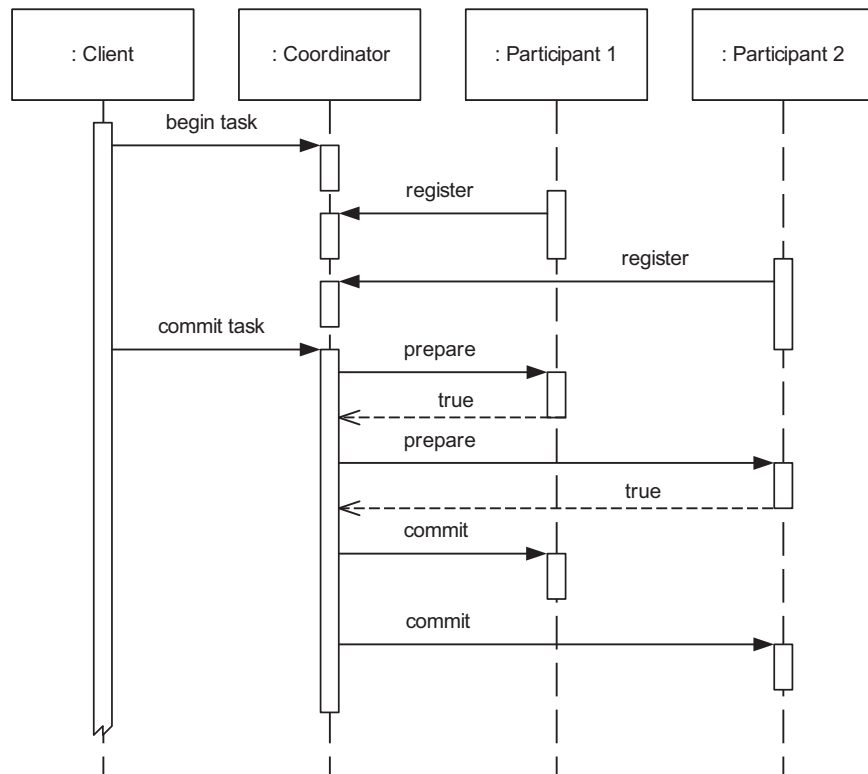 : Client
: Coordinator
: Participant 1
: Participant 2
begin task
register
register
commit task
prepare
true
prepare
true
commit
commit